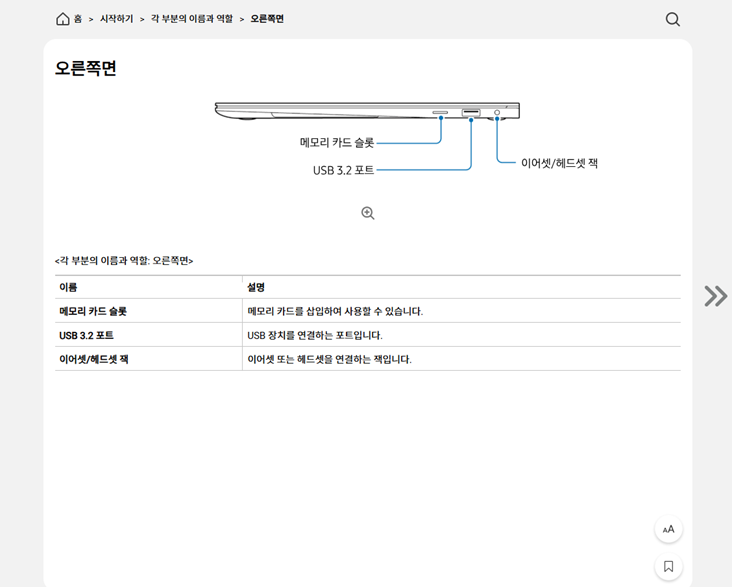 홈 > 시작하기 > 각 부분의 이름과 역할 > 오른쪽면
오른쪽면
메모리 카드 슬롯
USB 3.2 포트
이어셋/헤드셋 잭
<각 부분의 이름과 역할: 오른쪽면>
이름 설명
메모리 카드 슬롯 메모리 카드를 삽입하여 사용할 수 있습니다.
USB 3.2 포트 USB 장치를 연결하는 포트입니다.
이어셋/헤드셋 잭 이어셋 또는 헤드셋을 연결하는 잭입니다.
AA